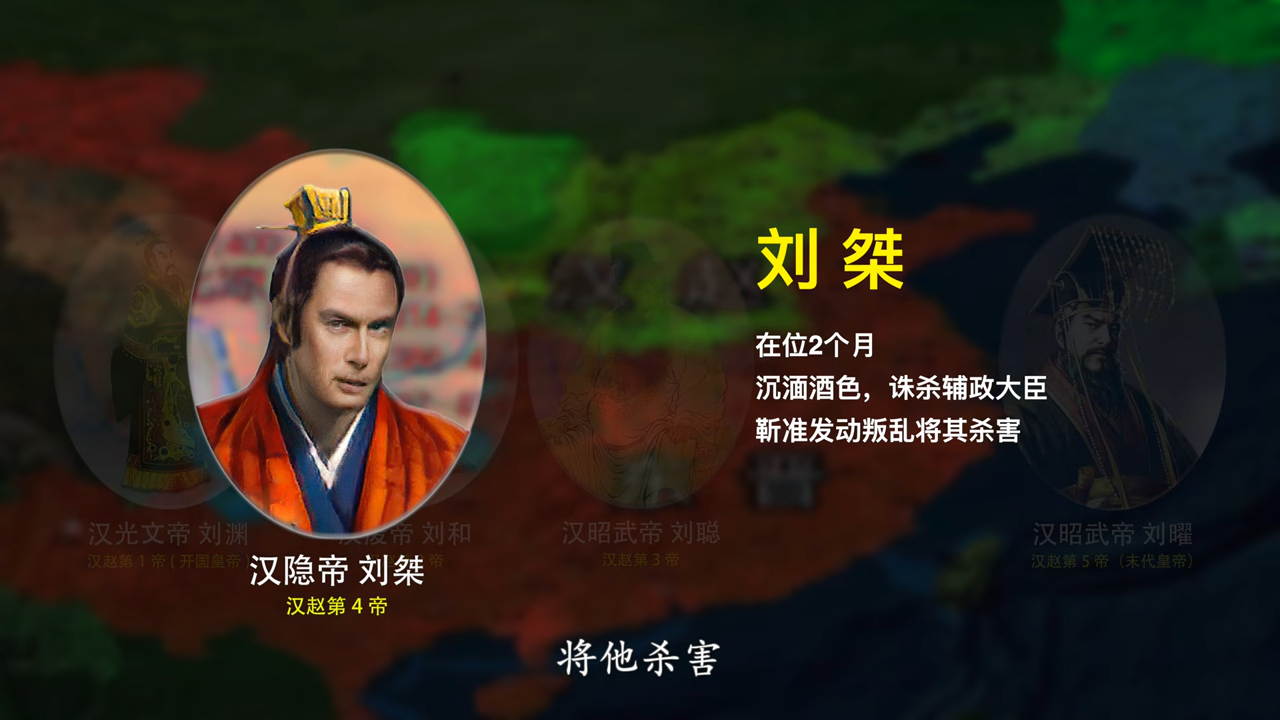 刘桀
在位2个月
沉湎酒色，诛杀辅政大臣
靳准发动叛乱将其杀害
汉光文帝 刘渊
汉赵第1帝(开国皇帝)
帝 刘和
帝
汉隐帝 刘桀
汉赵第4帝
汉昭武帝 刘聪
汉赵第3帝
汉昭武帝 刘曜
汉赵第5帝（末代皇帝）
将他杀害